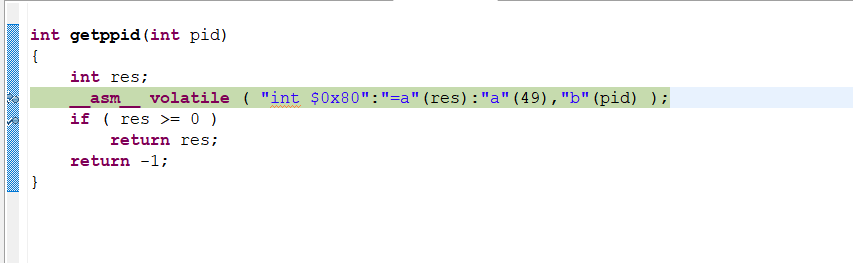 int getppid(int pid)
{
int res;
__asm__ volatile ( "int $0x80":"=a"(res):"a"(49),"b"(pid) );
if ( res >= 0 )
return res;
return -1;
}